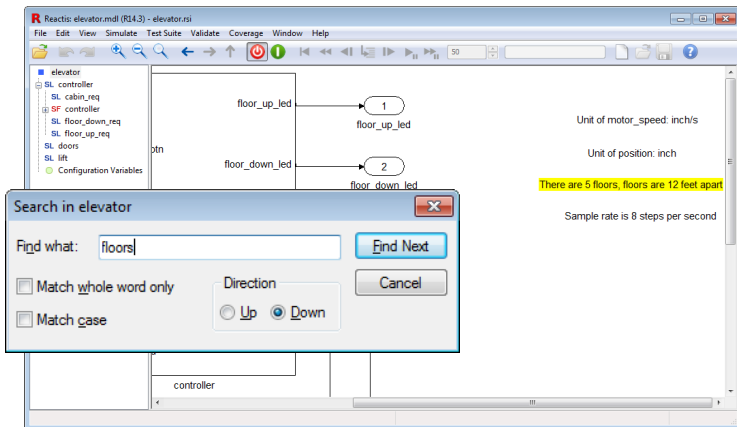 Reactis: elevator.mdl (R14.3) - elevator.rsi
File Edit View Simulate Test Suite Validate Coverage Window Help
50
elevator
SL controller
SL cabin_req
SF controller
SL floor_down_req
SL floor_up_req
SL doors
SL lift
Configuration Variables
floor_up_led
1
floor_up_led
otn
floor_down_led
2
floor_down_led
Unit of motor_speed: inch/s
Unit of position: inch
There are 5 floors, floors are 12 feet apart
Sample rate is 8 steps per second
Search in elevator
Find what: floors
Find Next
Match whole word only
Match case
Direction
Up Down
Cancel
controller